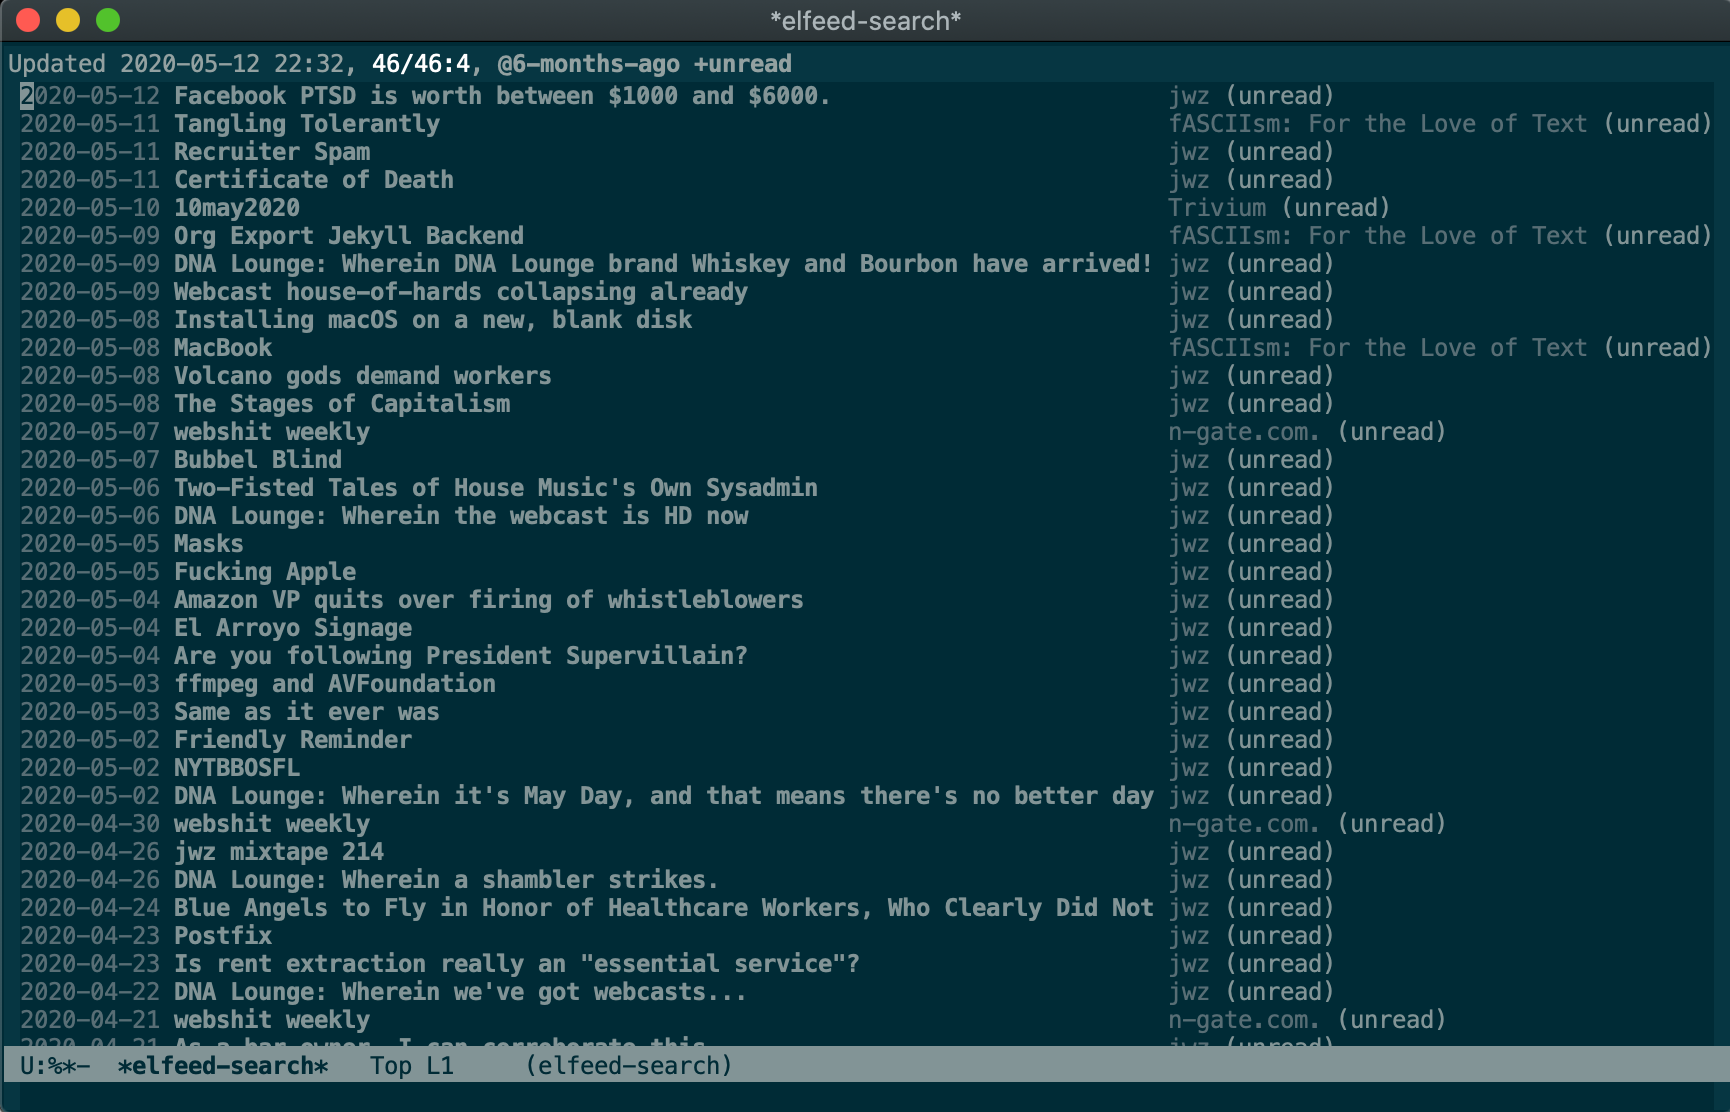 *elfeed-search*
Updated 2020-05-12 22:32, 46/46:4, @6-months-ago +unread
2020-05-12 Facebook PTSD is worth between $1000 and $6000. jwz (unread)
2020-05-11 Tangling Tolerantly fASCIIsm: For the Love of Text (unread)
2020-05-11 Recruiter Spam jwz (unread)
2020-05-11 Certificate of Death jwz (unread)
2020-05-10 10may2020 Trivium (unread)
2020-05-09 Org Export Jekyll Backend fASCIIsm: For the Love of Text (unread)
2020-05-09 DNA Lounge: Wherein DNA Lounge brand Whiskey and Bourbon have arrived! jwz (unread)
2020-05-09 Webcast house-of-hards collapsing already jwz (unread)
2020-05-08 Installing macOS on a new, blank disk jwz (unread)
2020-05-08 MacBook fASCIIsm: For the Love of Text (unread)
2020-05-08 Volcano gods demand workers jwz (unread)
2020-05-08 The Stages of Capitalism jwz (unread)
2020-05-07 webshit weekly n-gate.com. (unread)
2020-05-07 Bubbel Blind jwz (unread)
2020-05-06 Two-Fisted Tales of House Music's Own Sysadmin jwz (unread)
2020-05-06 DNA Lounge: Wherein the webcast is HD now jwz (unread)
2020-05-05 Masks jwz (unread)
2020-05-05 Fucking Apple jwz (unread)
2020-05-04 Amazon VP quits over firing of whistleblowers jwz (unread)
2020-05-04 El Arroyo Signage jwz (unread)
2020-05-04 Are you following President Supervillain? jwz (unread)
2020-05-03 ffmpeg and AVFoundation jwz (unread)
2020-05-03 Same as it ever was jwz (unread)
2020-05-02 Friendly Reminder jwz (unread)
2020-05-02 NYTBBOSFL jwz (unread)
2020-05-02 DNA Lounge: Wherein it's May Day, and that means there's no better day jwz (unread)
2020-04-30 webshit weekly n-gate.com. (unread)
2020-04-26 jwz mixtape 214 jwz (unread)
2020-04-26 DNA Lounge: Wherein a shambler strikes. jwz (unread)
2020-04-24 Blue Angels to Fly in Honor of Healthcare Workers, Who Clearly Did Not jwz (unread)
2020-04-23 Postfix jwz (unread)
2020-04-23 Is rent extraction really an "essential service"? jwz (unread)
2020-04-22 DNA Lounge: Wherein we've got webcasts... jwz (unread)
2020-04-21 webshit weekly n-gate.com. (unread)
2020-04-21 As a bar owner, I can corroborate this jwz (unread)
U:%*- *elfeed-search* Top L1 (elfeed-search)